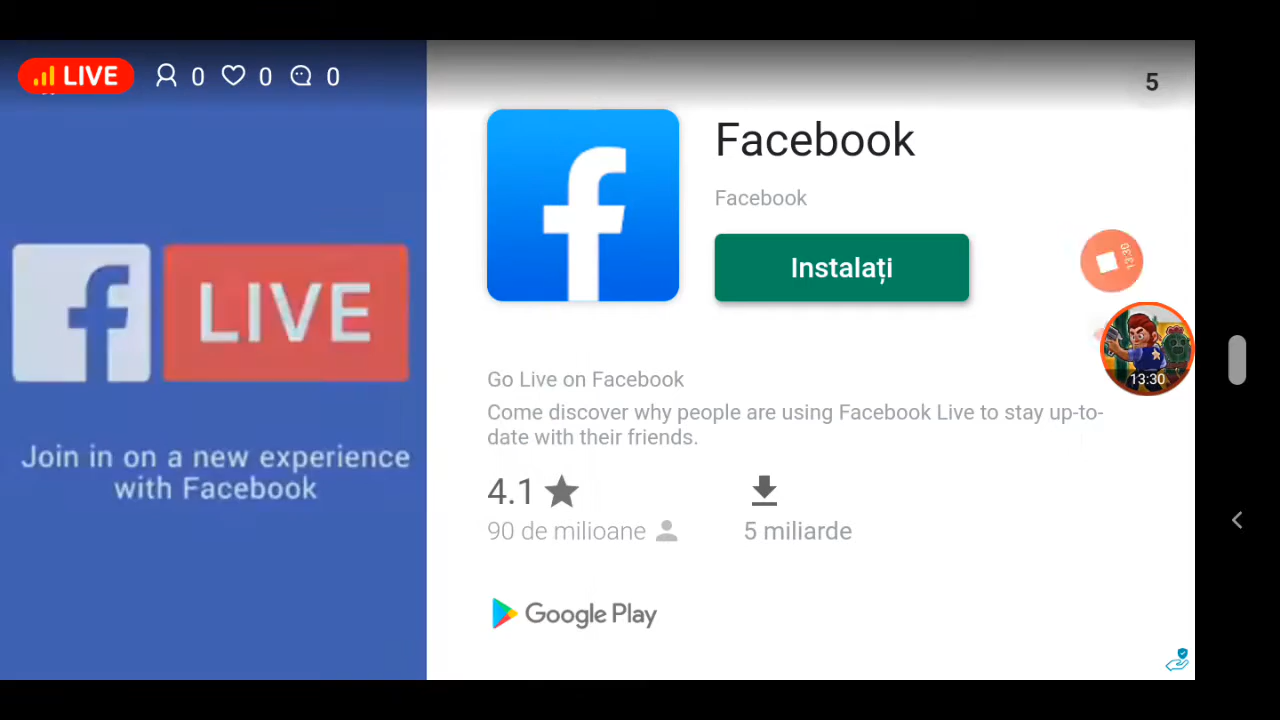 LIVE 0 0 0
5
Facebook
Facebook
Instalați
13:30
13:30
LIVE
Go Live on Facebook
Come discover why people are using Facebook Live to stay up-to-
date with their friends.
Join in on a new experience
with Facebook
4.1
90 de milioane
5 miliarde
Google Play